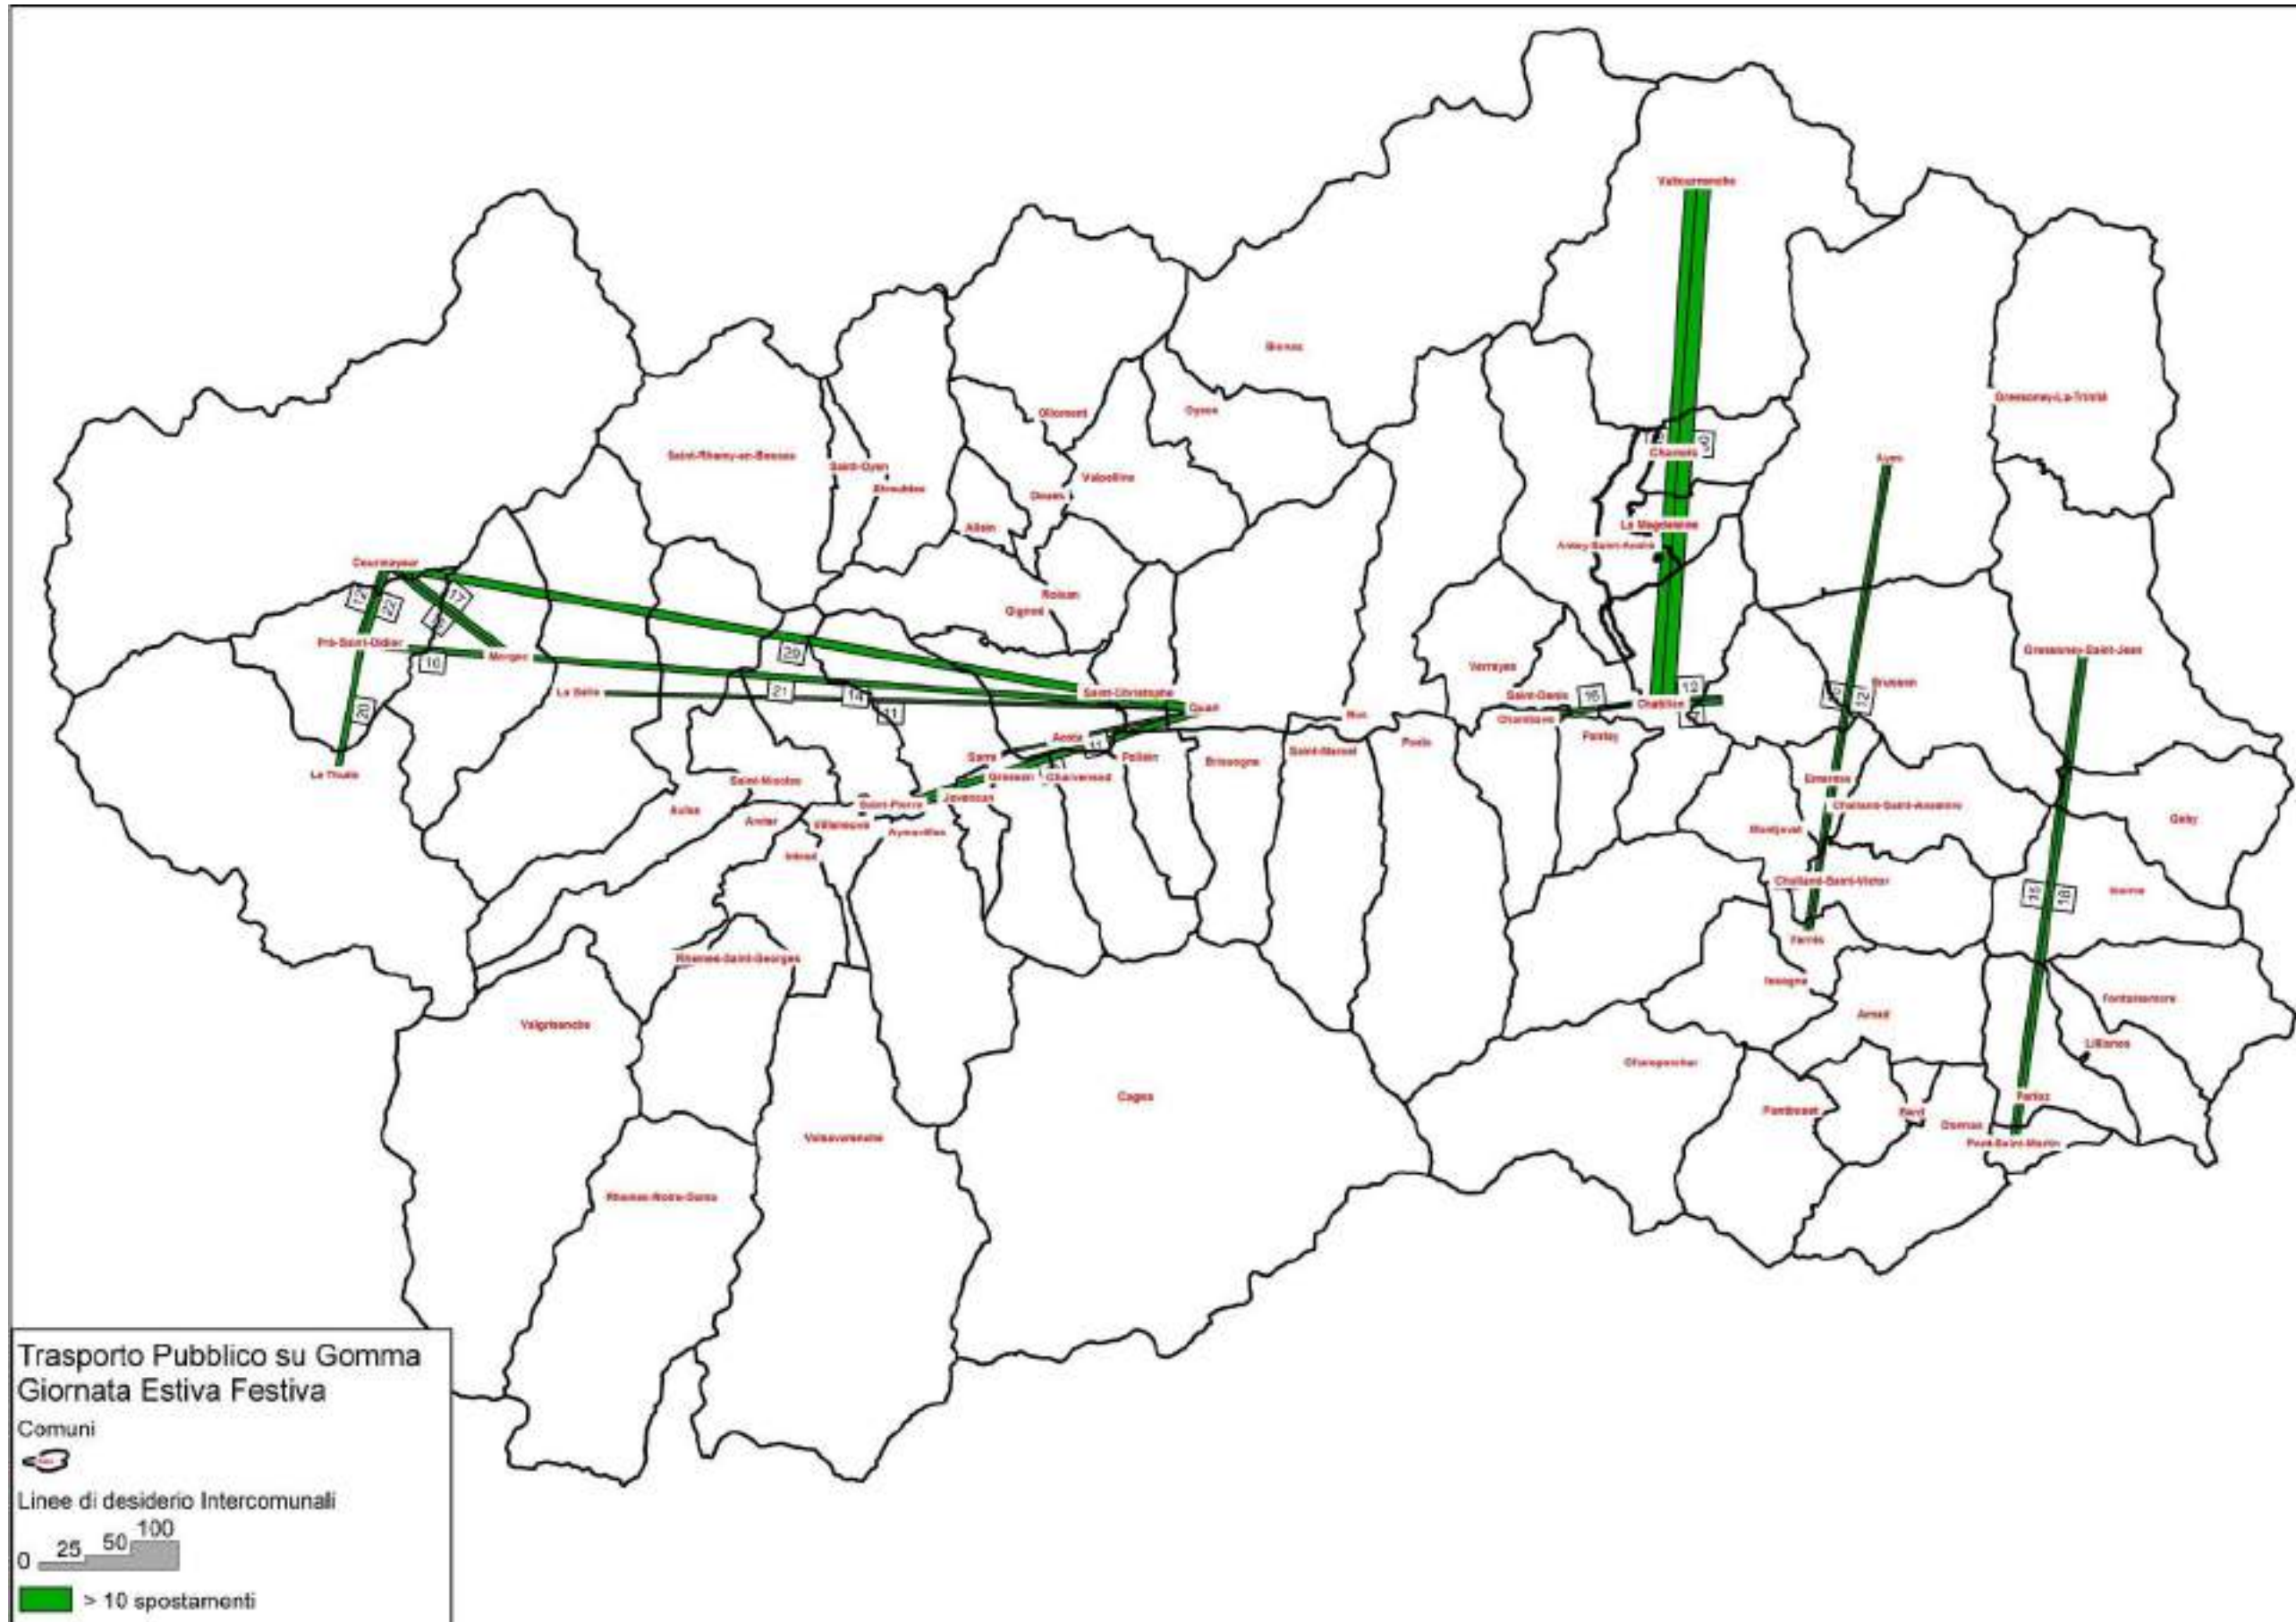 Valtournenche
Bionaz
Gressoney-La-Trinité
Ollomont
Oyace
Saint-Rhemy-en-Bosses
Saint-Oyen
Etroubles
Chamois
Ayas
Valpelline
Doues
Allein
La Magdeleine
Antey-Saint-André
Courmayeur
12
22
17
Roisan
Gignod
Prè-Saint-Didier
16
Morgex
29
Gressoney-Saint-Jean
Verrayes
Brusson
La Salle
21
14
11
Saint-Christophe
Quart
Saint-Denis
16
12
Chatillon
Chambave
12
20
Nus
Aosta
11
Pontey
Sarre
Pollein
Brissogne
Saint-Marcel
Fenis
La Thuile
Saint-Nicolas
Gressan
Charvensod
Emarese
Jovencan
Saint-Pierre
Challand-Saint-Anselme
Avise
Arvier
Villeneuve
Aymavilles
Montjovet
Gaby
Introd
Challand-Saint-Victor
15
18
Issime
Verrès
Rhemes-Saint-Georges
Issogne
Valgrisenche
Arnad
Fontainemore
Lillianes
Champorcher
Cogne
Perloz
Pontboset
Bard
Donnas
Valsavarenche
Pont-Saint-Martin
Rhemes-Notre-Dame
Trasporto Pubblico su Gomma
Giornata Estiva Festiva
Comuni
Linee di desiderio Intercomunali
0 25 50 100
> 10 spostamenti